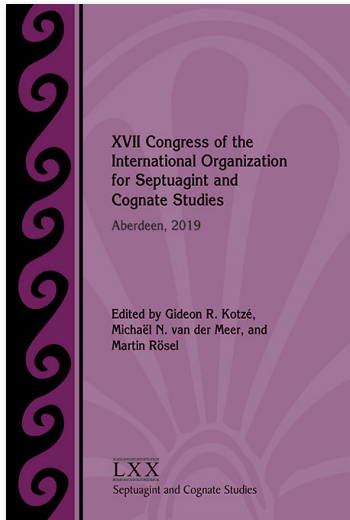 XVII Congress of the
International Organization
for Septuagint and
Cognate Studies
Aberdeen, 2019
Edited by Gideon R. Kotzé,
Michaël N. van der Meer, and
Martin Rösel
LXX
Septuagint and Cognate Studies